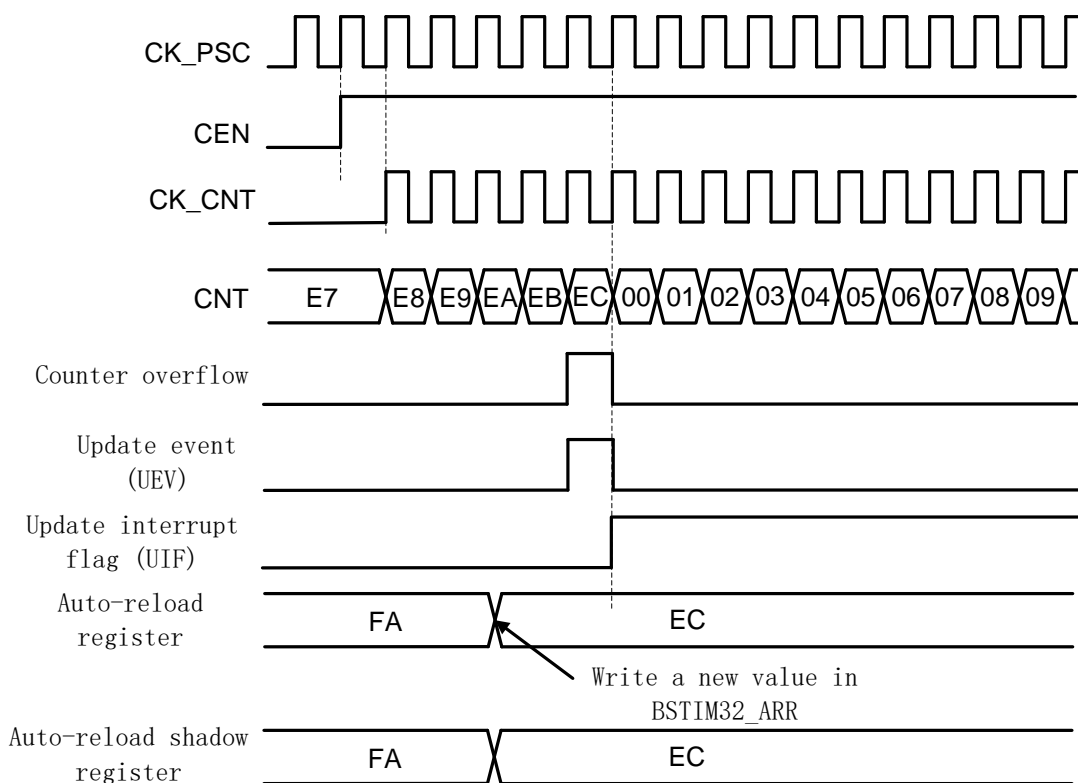 CK_PSC
CEN
CK_CNT
CNT E7 E8 E9 EA EB EC 00 01 02 03 04 05 06 07 08 09
Counter overflow
Update event
(UEV)
Update interrupt
flag (UIF)
Auto-reload
register
FA EC
Write a new value in
BSTIM32_ARR
Auto-reload shadow
register
FA EC